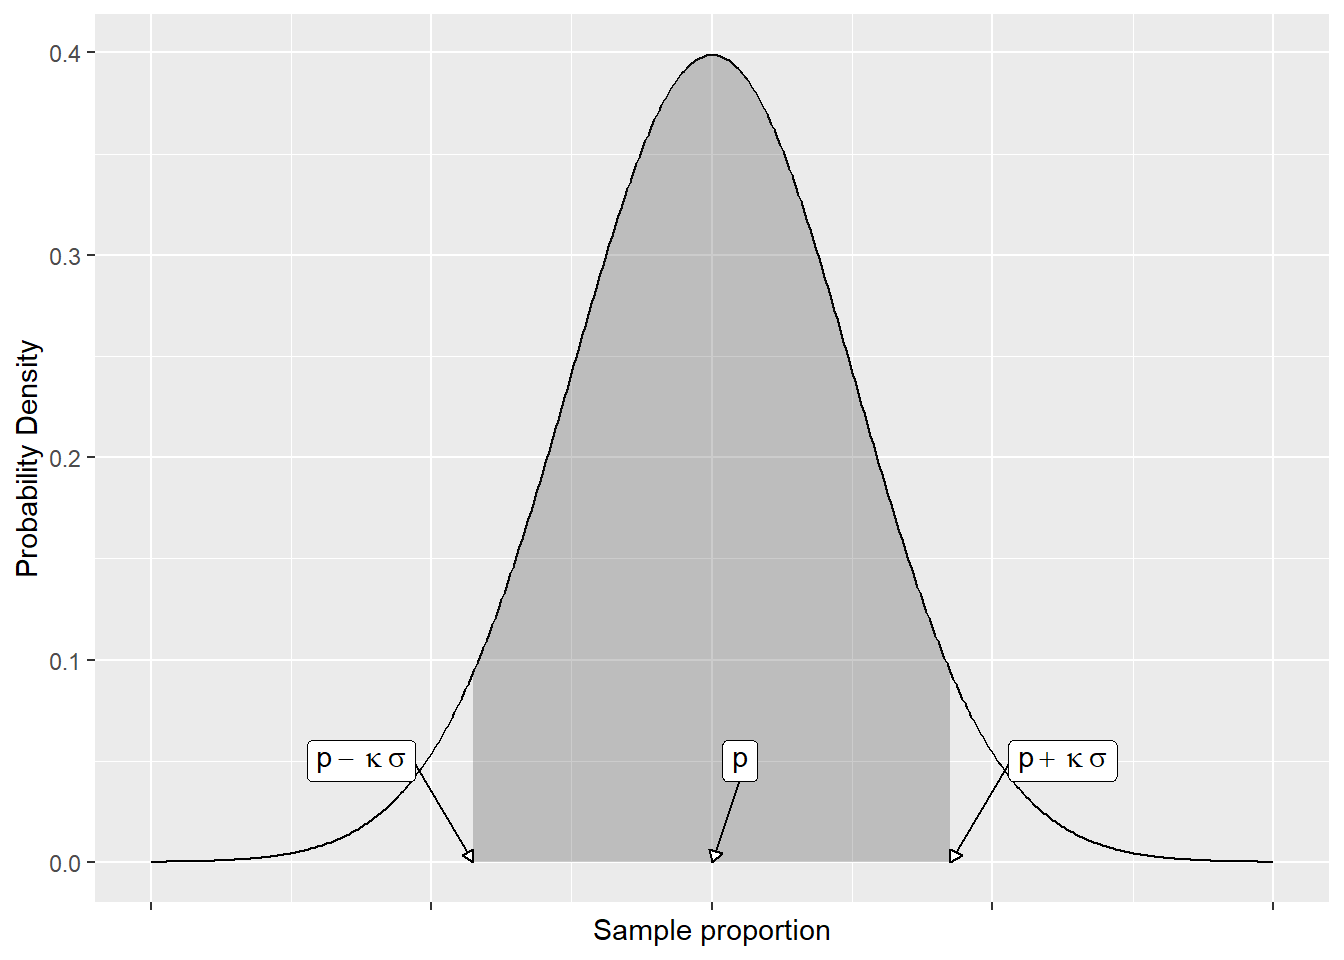 0.4
0.3
0.2
0.1
0.0
Probability Density
p − κ σ
p
p + κ σ
Sample proportion